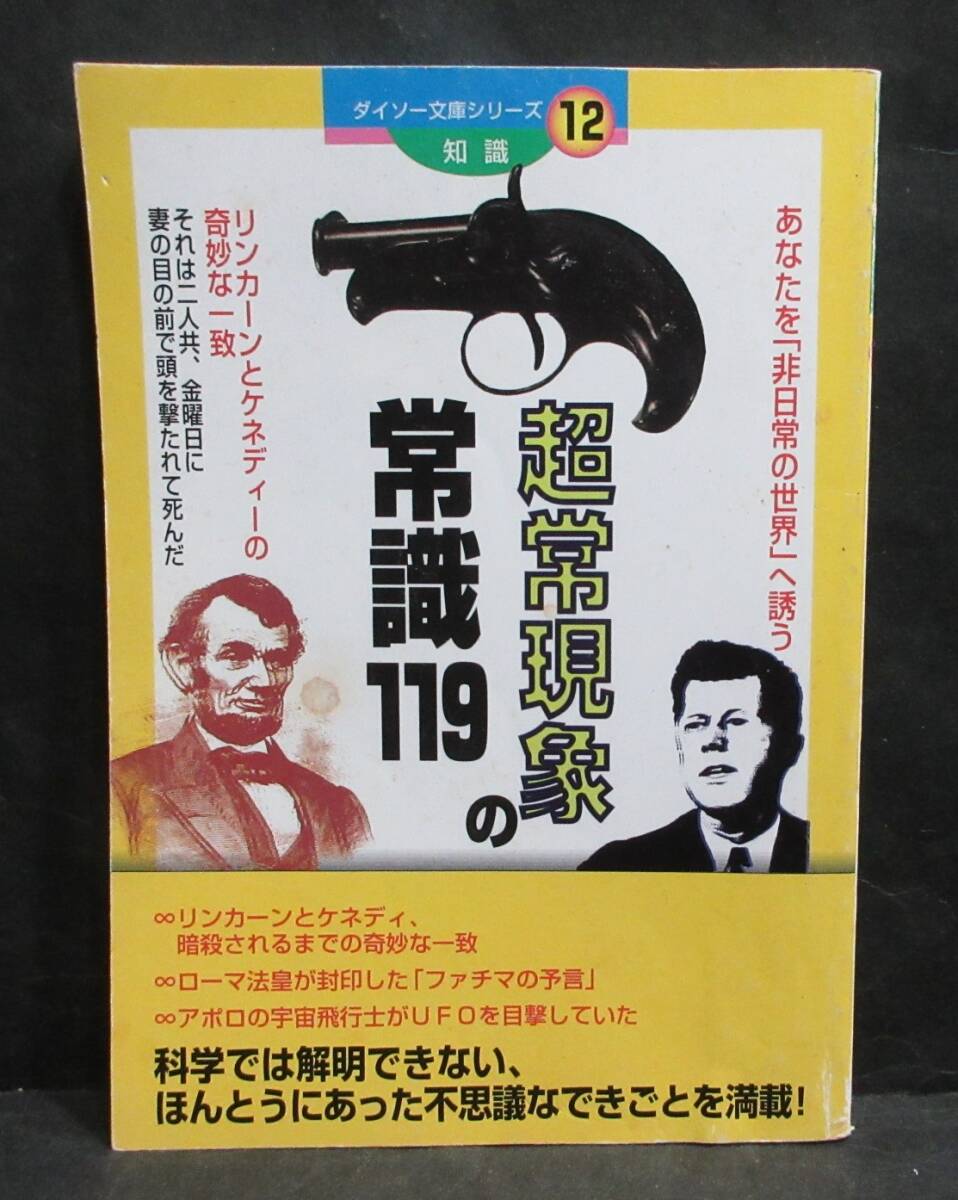 ダイソー文庫シリーズ
12
知識
あなたを「非日常の世界」へ誘う
超常現象の
常識119
リンカーンとケネディーの
奇妙な一致
それは二人共、金曜日に
妻の目の前で頭を撃たれて死んだ
∞リンカーンとケネディ、
暗殺されるまでの奇妙な一致
∞ローマ法皇が封印した「ファチマの予言」
∞アポロの宇宙飛行士がUFOを目撃していた
科学では解明できない、
ほんとうにあった不思議なできごとを満載！